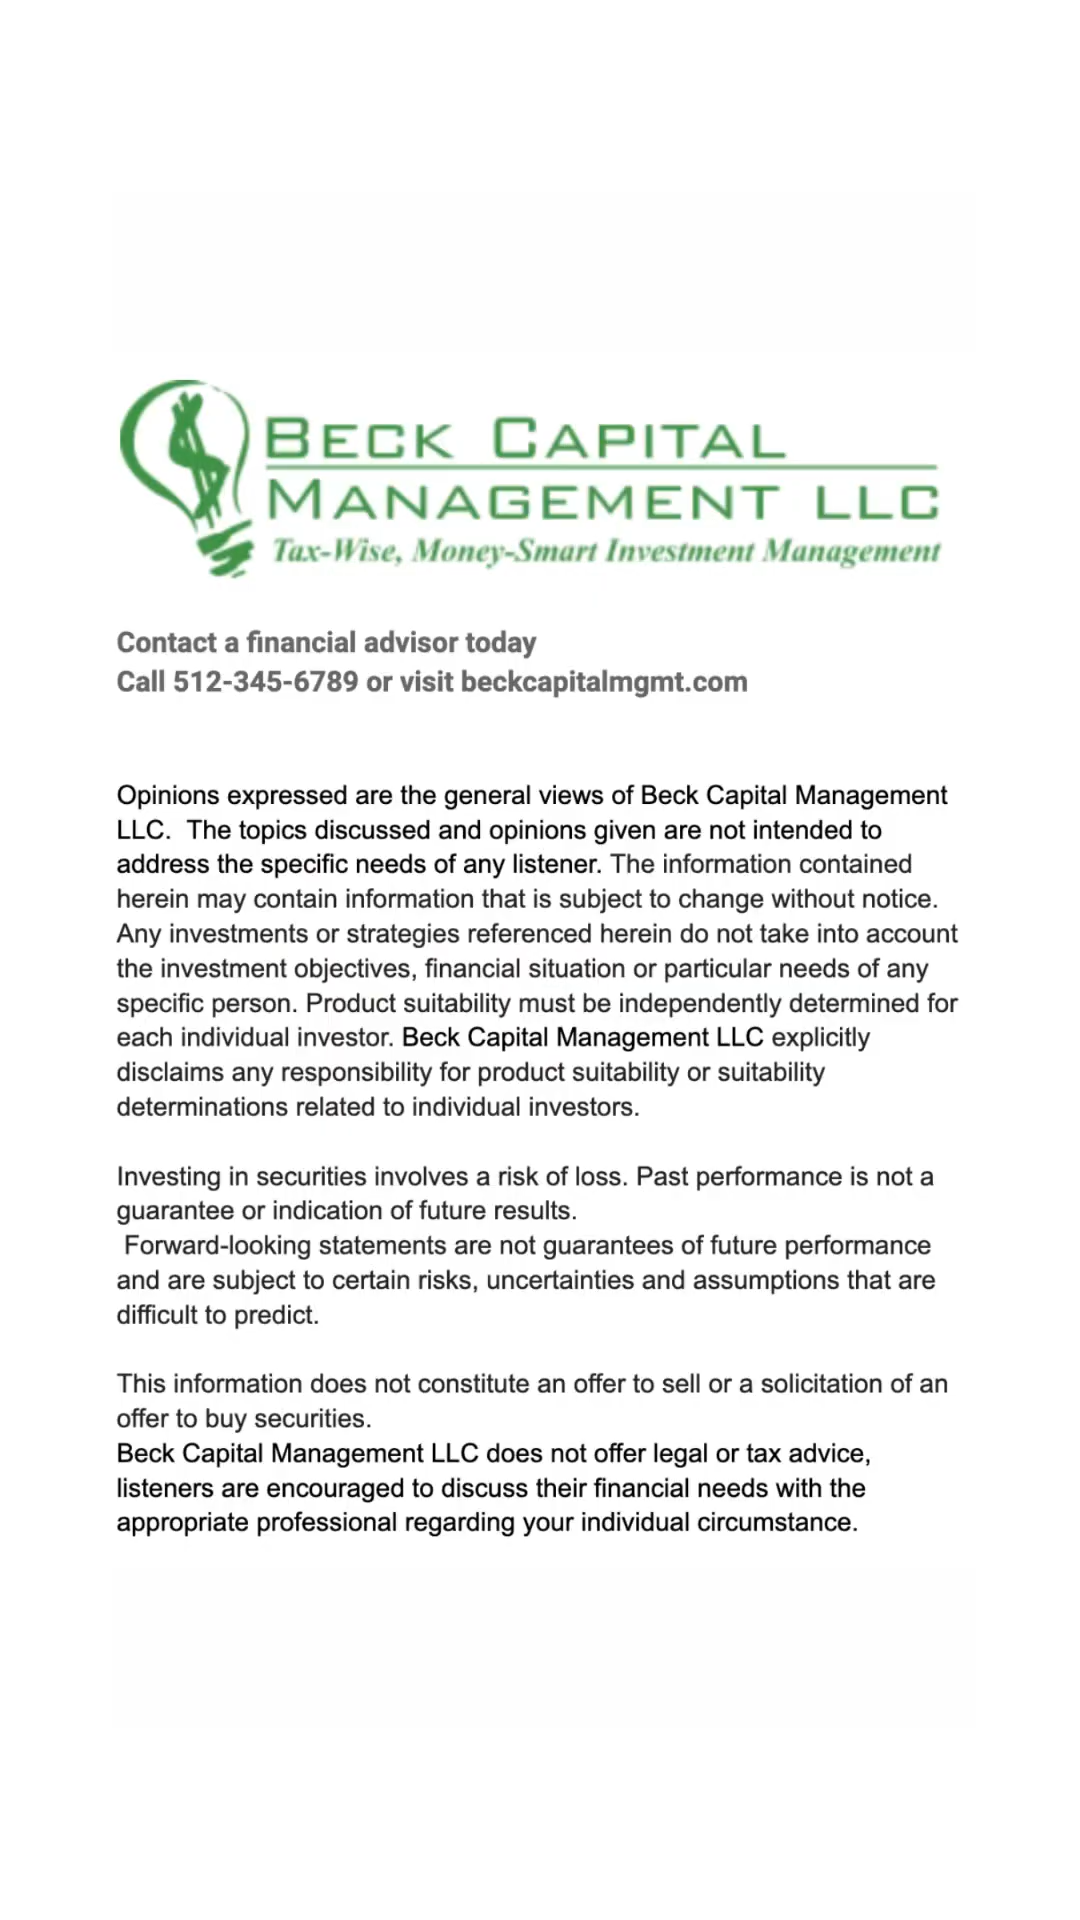 BECK CAPITAL
MANAGEMENT LLC
Tax-Wise, Money-Smart Investment Management
Contact a financial advisor today
Call 512-345-6789 or visit beckcapitalmgmt.com
Opinions expressed are the general views of Beck Capital Management
LLC.  The topics discussed and opinions given are not intended to
address the specific needs of any listener. The information contained
herein may contain information that is subject to change without notice.
Any investments or strategies referenced herein do not take into account
the investment objectives, financial situation or particular needs of any
specific person. Product suitability must be independently determined for
each individual investor. Beck Capital Management LLC explicitly
disclaims any responsibility for product suitability or suitability
determinations related to individual investors.
Investing in securities involves a risk of loss. Past performance is not a
guarantee or indication of future results.
Forward-looking statements are not guarantees of future performance
and are subject to certain risks, uncertainties and assumptions that are
difficult to predict.
This information does not constitute an offer to sell or a solicitation of an
offer to buy securities.
Beck Capital Management LLC does not offer legal or tax advice,
listeners are encouraged to discuss their financial needs with the
appropriate professional regarding your individual circumstance.